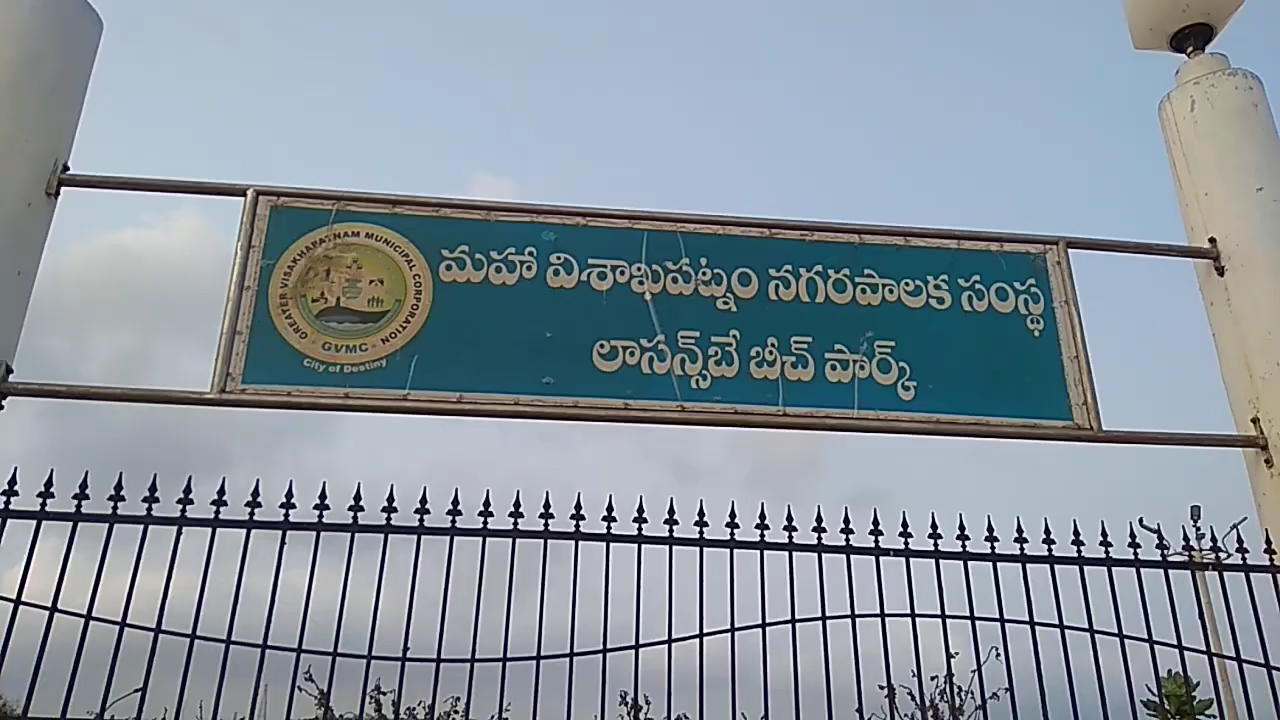 GREATER VISAKHAPATNAM MUNICIPAL CORPORATION
GVMC
City of Destiny
మహా విశాఖపట్నం నగరపాలక సంస్థ
లాసన్స్‌బే బీచ్ పార్క్